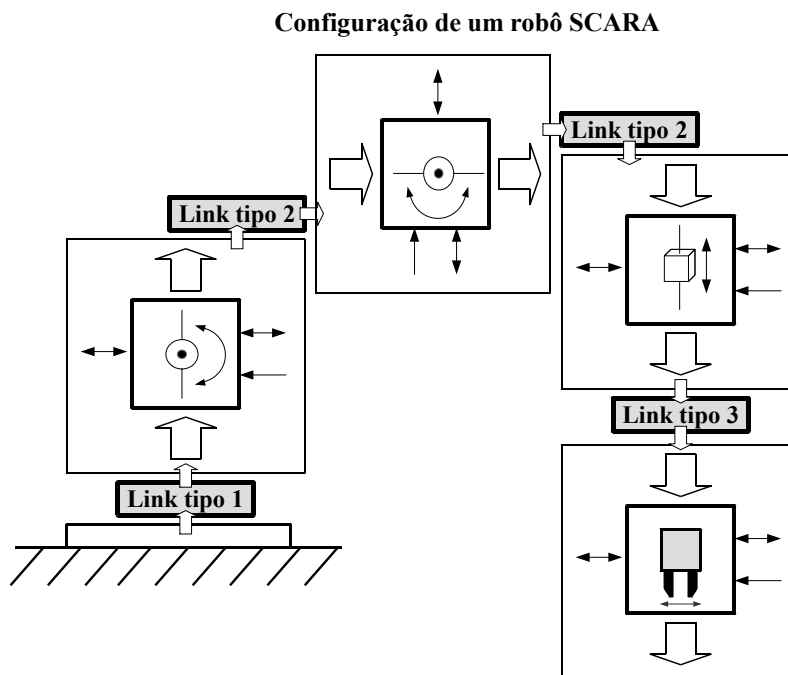 Configuração de um robô SCARA
Link tipo 2
Link tipo 2
Link tipo 3
Link tipo 1